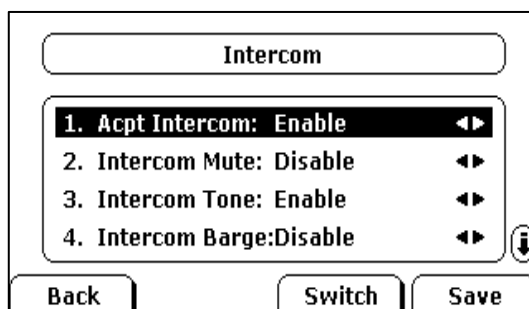 Intercom
1. Acpt Intercom: Enable
2. Intercom Mute: Disable
3. Intercom Tone: Enable
4. Intercom Barge:Disable
Back Switch Save